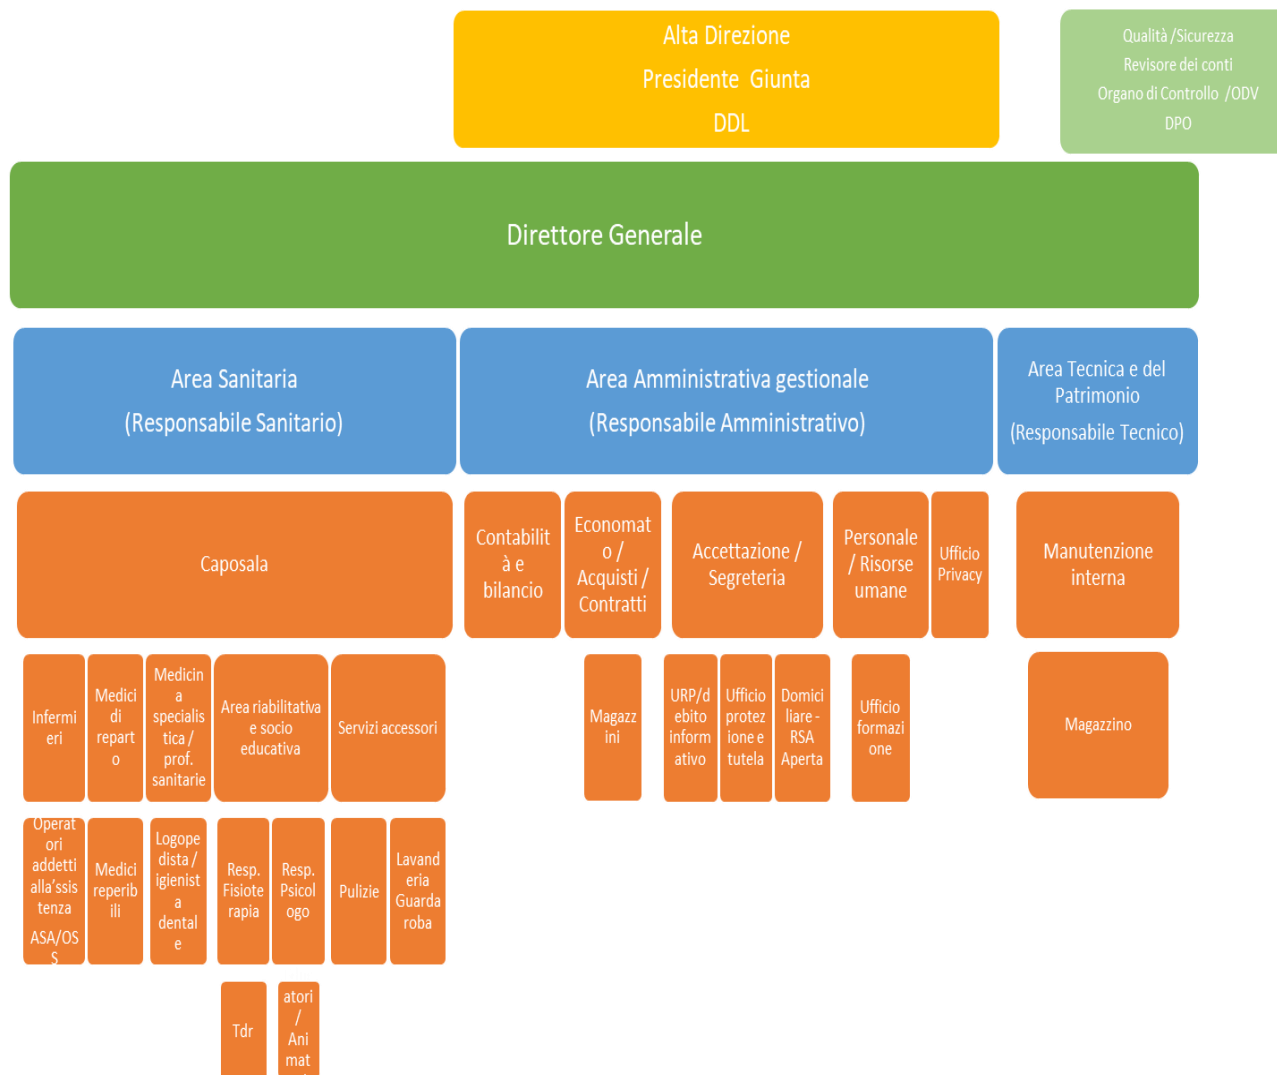 Alta Direzione
Presidente Giunta
DDL
Qualità /Sicurezza
Revisore dei conti
Organo di Controllo /ODV
DPO
Direttore Generale
Area Sanitaria
(Responsabile Sanitario)
Area Amministrativa gestionale
(Responsabile Amministrativo)
Area Tecnica e del
Patrimonio
(Responsabile Tecnico)
Caposala
Contabilit
à e
bilancio
Economat
o /
Acquisti /
Contratti
Accettazione /
Segreteria
Personale
/ Risorse
umane
Ufficio
Privacy
Manutenzione
interna
Infermi
eri
Medici
di
repart
o
Medicin
a
specialis
tica /
prof.
sanitarie
Area riabilitativa
e socio
educativa
Servizi accessori
Magazz
ini
URP/d
ebito
inform
ativo
Ufficio
protez
ione e
tutela
Domici
liare -
RSA
Aperta
Ufficio
formaz
ione
Magazzino
Operat
ori
addetti
alla'ssis
tenza
ASA/OS
S
Medici
reperib
ili
Logope
dista /
igienist
a
dental
e
Resp.
Fisiote
rapia
Resp.
Psicol
ogo
Pulizie
Lavand
eria
Guarda
roba
Tdr
atori
/
Ani
mat